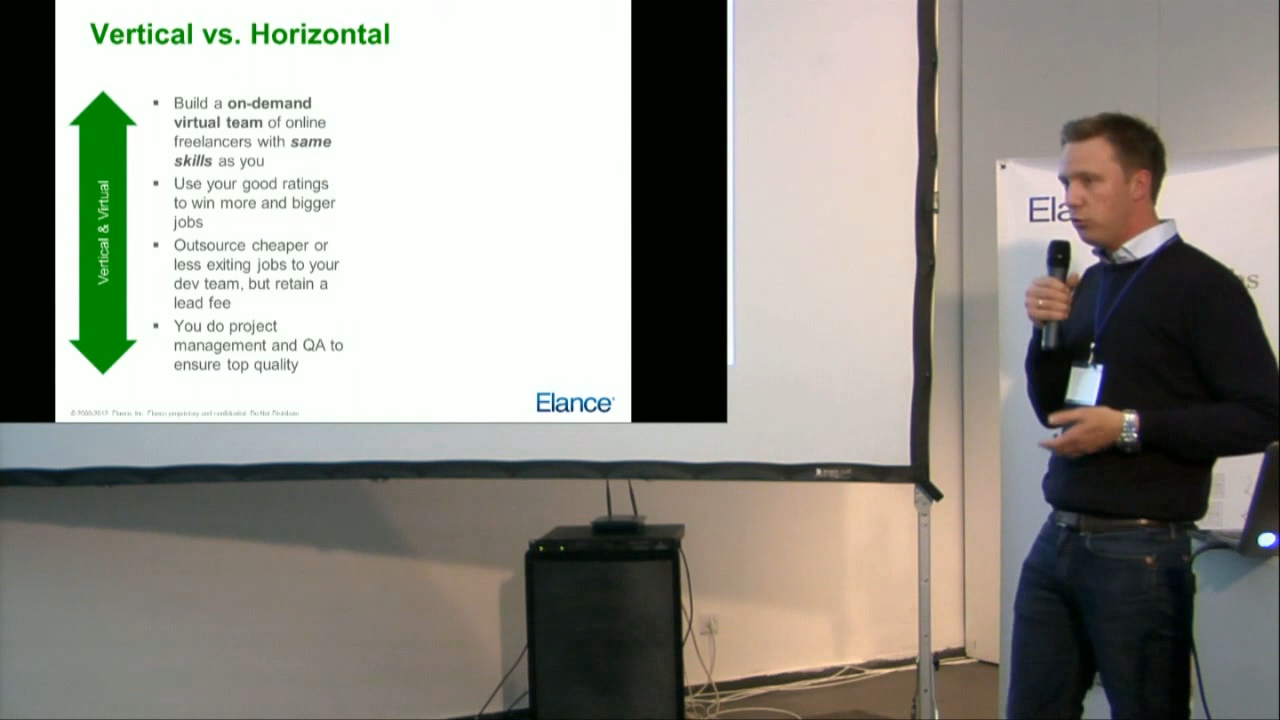 Vertical vs. Horizontal
Vertical & Virtual
▪ Build a on-demand
virtual team of online
freelancers with same
skills as you
▪ Use your good ratings
to win more and bigger
jobs
▪ Outsource cheaper or
less exiting jobs to your
dev team, but retain a
lead fee
▪ You do project
management and QA to
ensure top quality
Elance
Ela